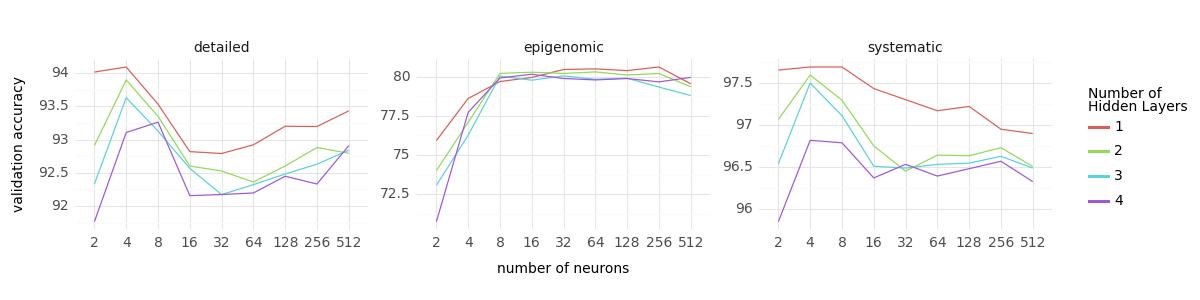 detailed
epigenomic
systematic
validation accuracy
94
93.5
93
92.5
92
2 4 8 16 32 64 128 256 512
80
77.5
75
72.5
2 4 8 16 32 64 128 256 512
97.5
97
96.5
96
2 4 8 16 32 64 128 256 512
number of neurons
Number of
Hidden Layers
1
2
3
4